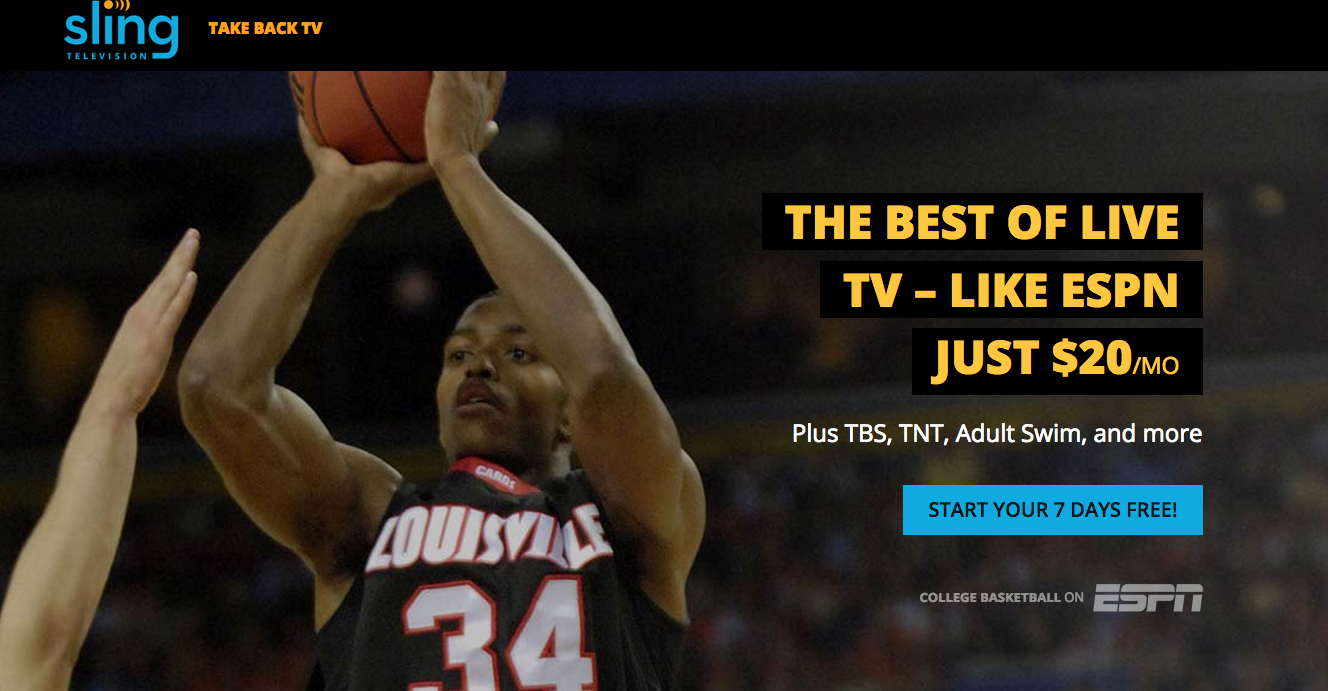 sling
TELEVISION
TAKE BACK TV
THE BEST OF LIVE
TV – LIKE ESPN
JUST $20/MO
Plus TBS, TNT, Adult Swim, and more
START YOUR 7 DAYS FREE!
COLLEGE BASKETBALL ON ESPN
CARDS
LOUISVILLE
34